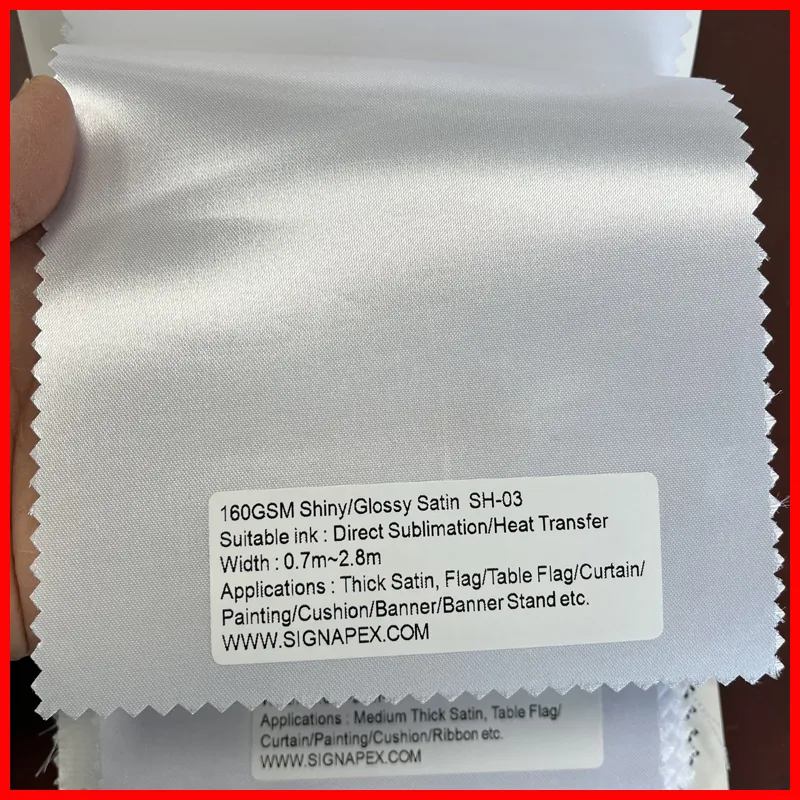 160GSM Shiny/Glossy Satin SH-03
Suitable ink : Direct Sublimation/Heat Transfer
Width : 0.7m~2.8m
Applications : Thick Satin, Flag/Table Flag/Curtain/
Painting/Cushion/Banner/Banner Stand etc.
WWW.SIGNAPEX.COM
Applications : Medium Thick Satin, Table Flag/
Curtain/Painting/Cushion/Ribbon etc.
WWW.SIGNAPEX.COM